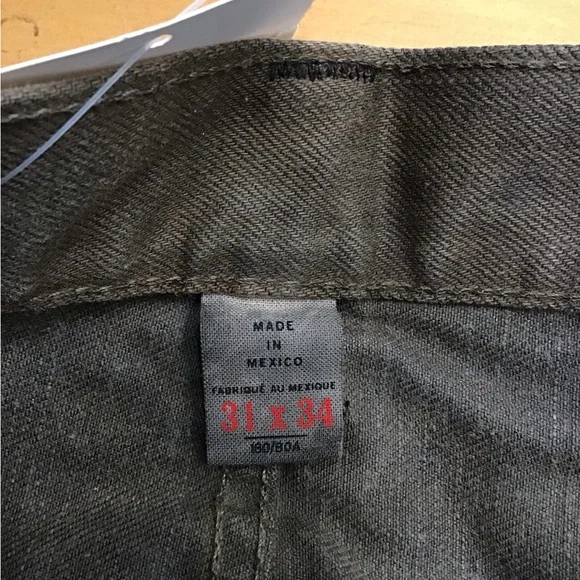 MADE
IN
MEXICO
FABRIQUÉ AU MEXIQUE
31 x 34
180/80A